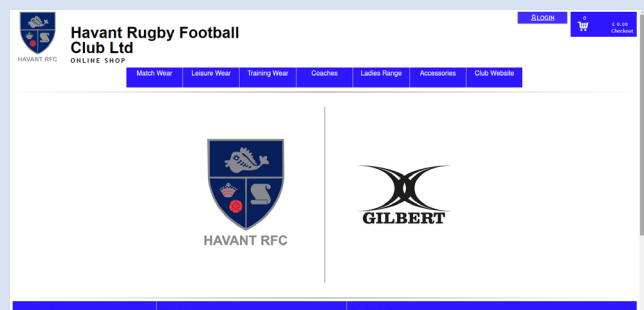 LOGIN
0
£ 0.00
Checkout
HAVANT RFC
Havant Rugby Football
Club Ltd
ONLINE SHOP
Match Wear
Leisure Wear
Training Wear
Coaches
Ladies Range
Accessories
Club Website
HAVANT RFC
GILBERT